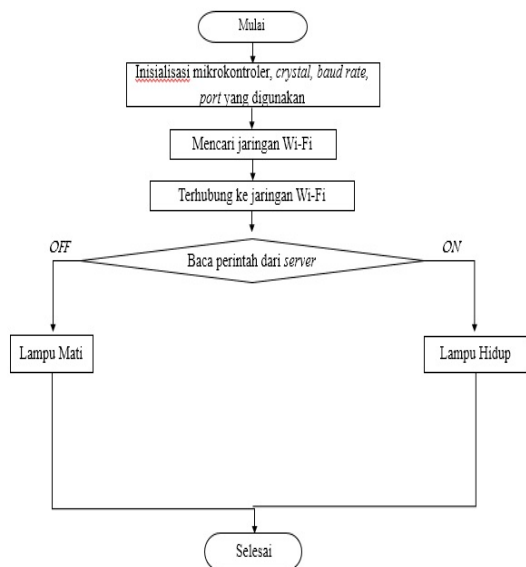 Mulai
Inisialisasi mikrokontroler, crystal, baud rate,
port yang digunakan
Mencari jaringan Wi-Fi
Terhubung ke jaringan Wi-Fi
OFF
ON
Baca perintah dari server
Lampu Mati
Lampu Hidup
Selesai